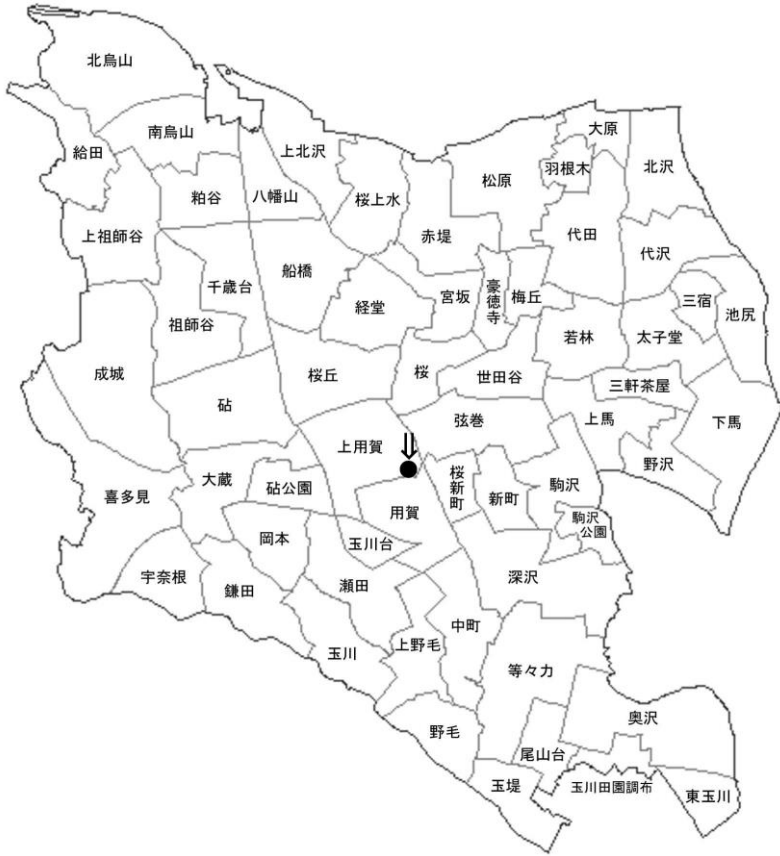 北烏山
給田
南烏山
上北沢
大原
粕谷
八幡山
桜上水
松原
羽根木
北沢
上祖師谷
赤堤
代田
代沢
船橋
千歳台
経堂
宮坂
豪徳寺
梅丘
三宿
池尻
祖師谷
若林
太子堂
成城
桜丘
桜
世田谷
三軒茶屋
砧
弦巻
上馬
下馬
上用賀
⇓
野沢
大蔵
砧公園
桜新町
新町
駒沢
喜多見
用賀
駒沢
公園
岡本
玉川台
宇奈根
鎌田
瀬田
深沢
玉川
上野毛
中町
等々力
野毛
奥沢
尾山台
玉堤
玉川田園調布
東玉川